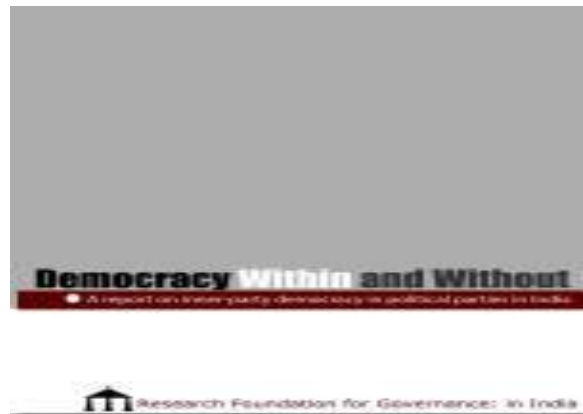 Democracy Within and Without
A report on inner-party democracy in political parties in India
Research Foundation for Governance: in India